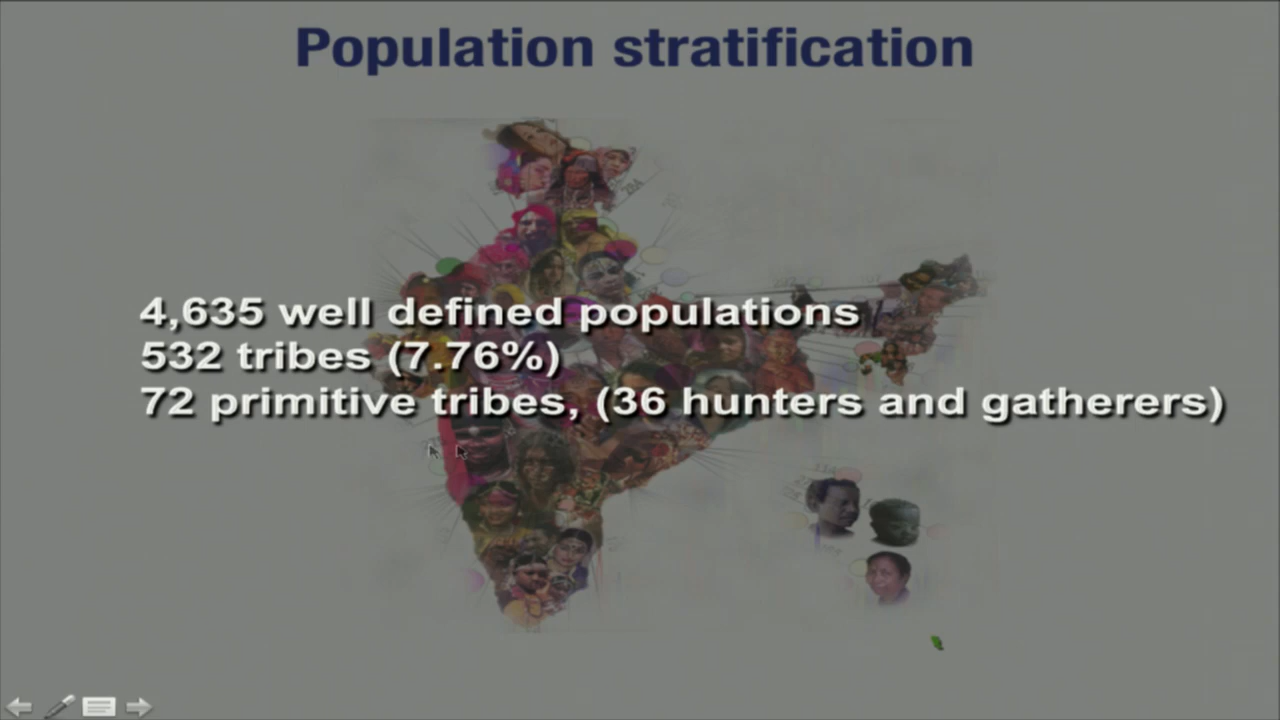 Population stratification
4,635 well defined populations
532 tribes (7.76%)
72 primitive tribes, (36 hunters and gatherers)